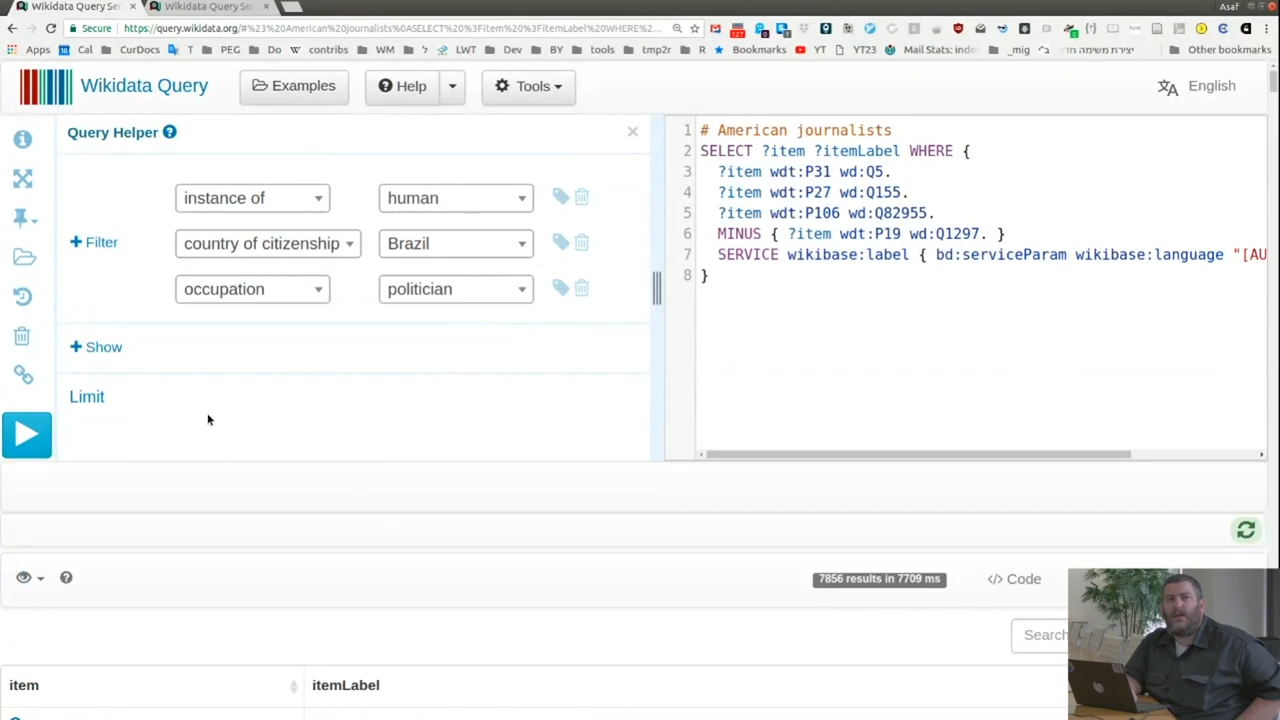 Wikidata Query Ser
Wikidata Query Ser
Asaf
Secure
https://query.wikidata.org/#%23%20American%20journalists%0ASELECT%20%3Fitem%20%3FitemLabel%20WHERE%...
Apps
Cal
CurDocs
T
PEG
Do
contribs
WM
ל
LWT
Dev
BY
tools
tmp2r
R
Bookmarks
YT
YT23
Mail Stats: inde
_mig
Other bookmarks
Wikidata Query
Examples
Help
Tools
English
Query Helper
instance of
human
Filter
country of citizenship
Brazil
occupation
politician
Show
Limit
1 # American journalists
2 SELECT ?item ?itemLabel WHERE {
3 ?item wdt:P31 wd:Q5.
4 ?item wdt:P27 wd:Q155.
5 ?item wdt:P106 wd:Q82955.
6 MINUS { ?item wdt:P19 wd:Q1297. }
7 SERVICE wikibase:label { bd:serviceParam wikibase:language "[AU
8 }
7856 results in 7709 ms
</> Code
Search
item
itemLabel